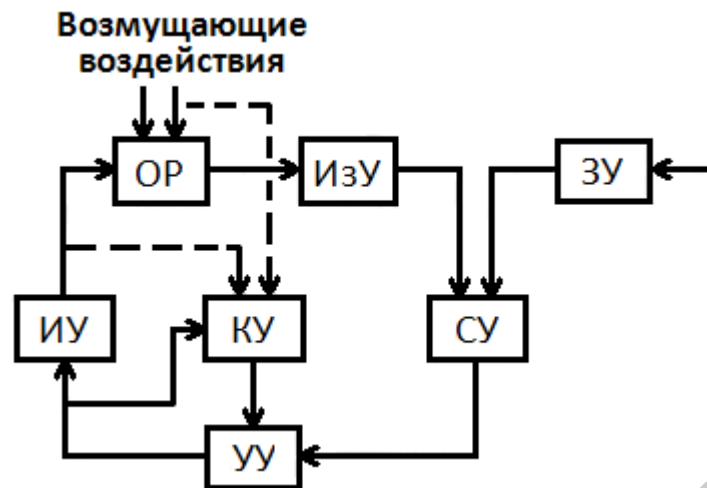 Возмущающие
воздействия
ОР
ИзУ
ЗУ
ИУ
КУ
СУ
УУ